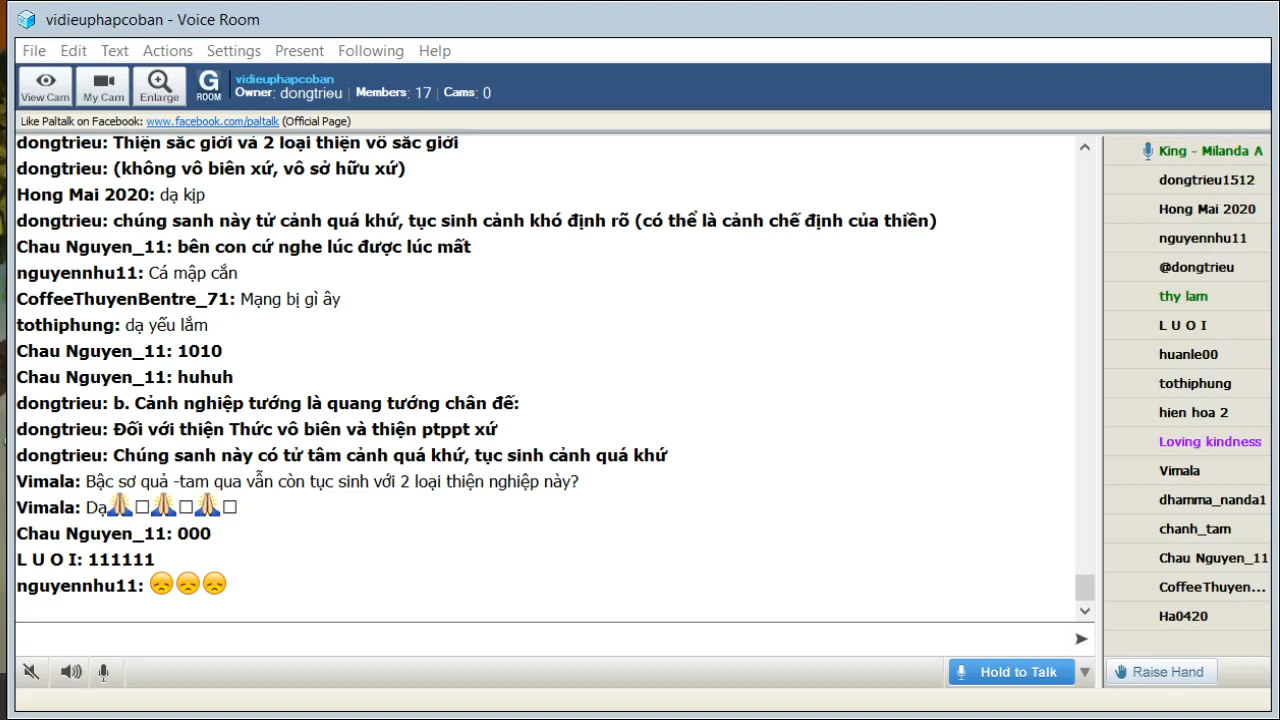 vidieuphapcoban - Voice Room
File Edit Text Actions Settings Present Following Help
View Cam My Cam Enlarge G ROOM vidieuphapcoban
Owner: dongtrieu | Members: 17 | Cams: 0
Like Paltalk on Facebook: www.facebook.com/paltalk (Official Page)
dongtrieu: Thiện sắc giới và 2 loại thiện vô sắc giới
dongtrieu: (không vô biên xứ, vô sở hữu xứ)
Hong Mai 2020: dạ kịp
dongtrieu: chúng sanh này tử cảnh quá khứ, tục sinh cảnh khó định rõ (có thể là cảnh chế định của thiền)
Chau Nguyen_11: bên con cứ nghe lúc được lúc mất
nguyennhu11: Cá mập cắn
CoffeeThuyenBentre_71: Mạng bị gì ây
tothiphung: dạ yếu lắm
Chau Nguyen_11: 1010
Chau Nguyen_11: huhuh
dongtrieu: b. Cảnh nghiệp tướng là quang tướng chân đế:
dongtrieu: Đối với thiện Thức vô biên và thiện ptppt xứ
dongtrieu: Chúng sanh này có tử tâm cảnh quá khứ, tục sinh cảnh quá khứ
Vimala: Bậc sơ quả -tam qua vẫn còn tục sinh với 2 loại thiện nghiệp này?
Vimala: Dạ🙏□🙏□🙏□
Chau Nguyen_11: 000
L U O I: 111111
nguyennhu11: 😞😞😞
King - Milanda A
dongtrieu1512
Hong Mai 2020
nguyennhu11
@dongtrieu
thy lam
L U O I
huanle00
tothiphung
hien hoa 2
Loving kindness
Vimala
dhamma_nanda1
chanh_tam
Chau Nguyen_11
CoffeeThuyen...
Ha0420
Hold to Talk
Raise Hand